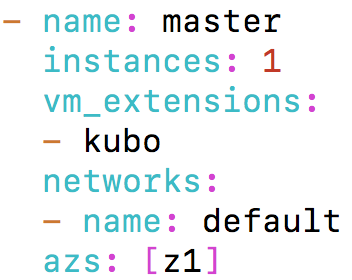 - name: master
  instances: 1
  vm_extensions:
  - kubo
  networks:
  - name: default
  azs: [z1]